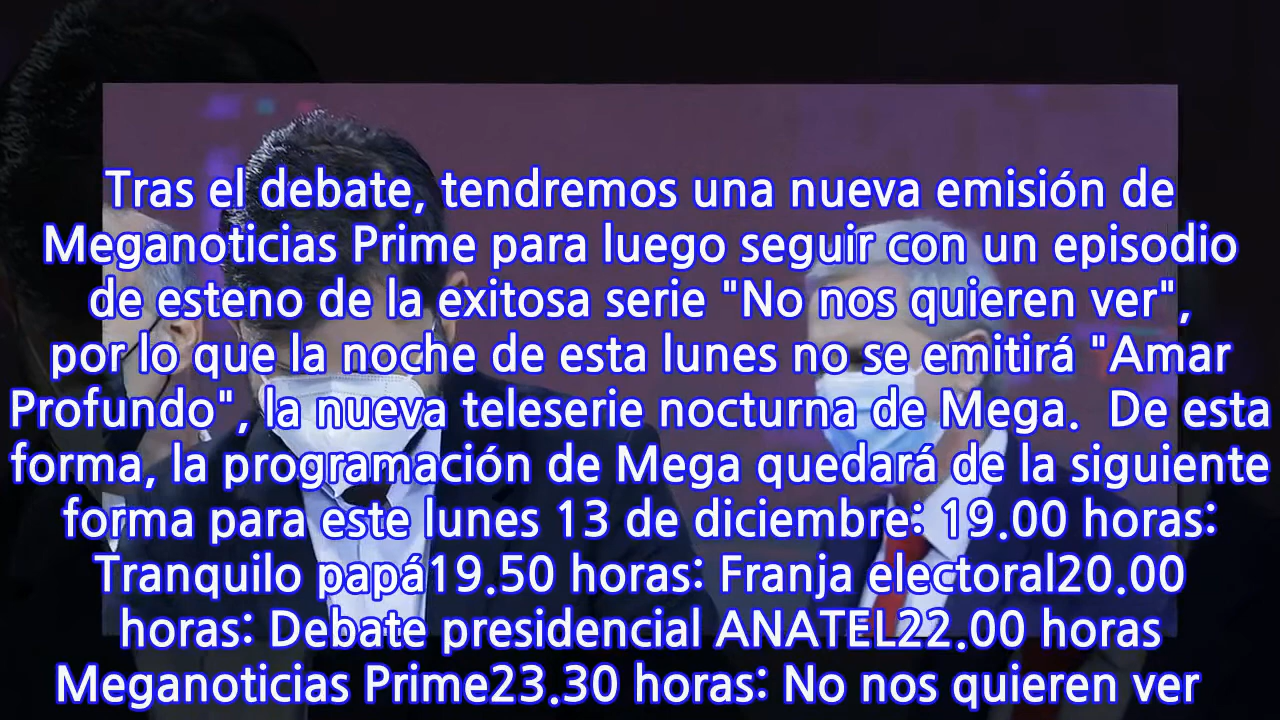 Tras el debate, tendremos una nueva emisión de
Meganoticias Prime para luego seguir con un episodio
de esteno de la exitosa serie "No nos quieren ver",
por lo que la noche de esta lunes no se emitirá "Amar
Profundo", la nueva teleserie nocturna de Mega.  De esta
forma, la programación de Mega quedará de la siguiente
forma para este lunes 13 de diciembre: 19.00 horas:
Tranquilo papá19.50 horas: Franja electoral20.00
horas: Debate presidencial ANATEL22.00 horas
Meganoticias Prime23.30 horas: No nos quieren ver